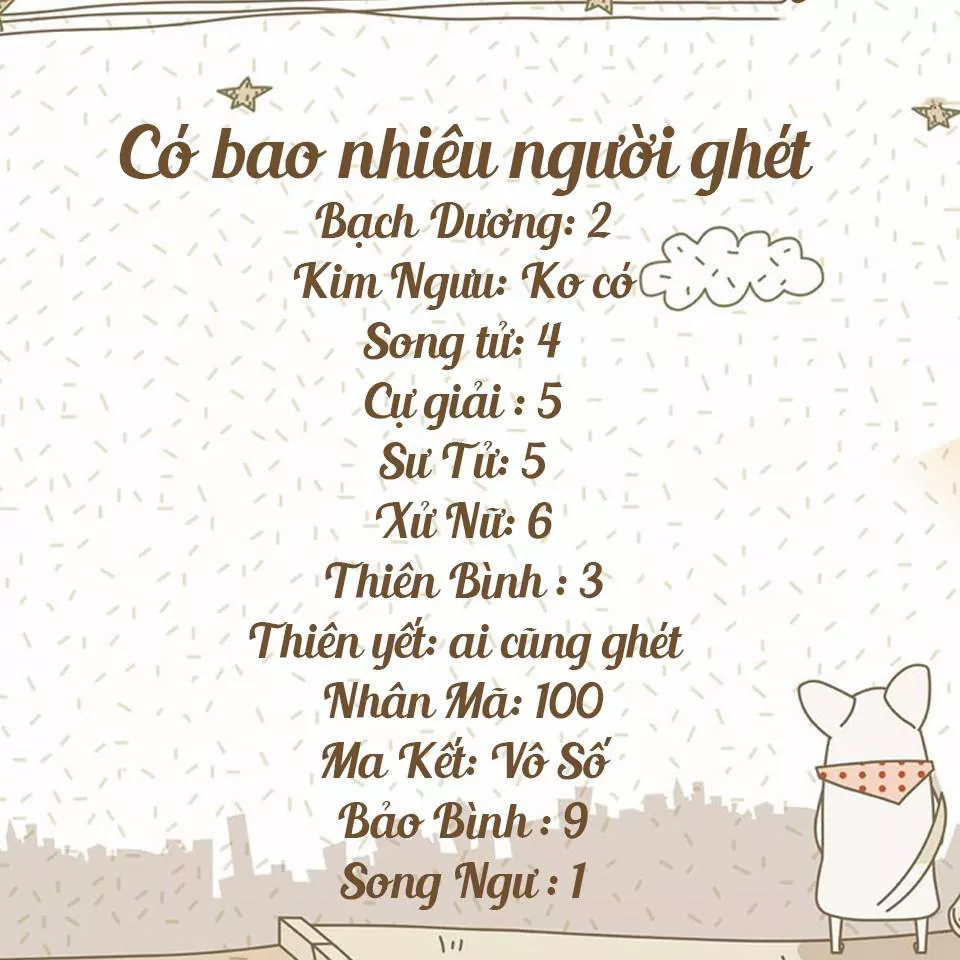 Có bao nhiêu người ghét
Bạch Dương: 2
Kim Ngưu: Ko có
Song tử: 4
Cự giải : 5
Sư Tử: 5
Xử Nữ: 6
Thiên Bình : 3
Thiên yết: ai cũng ghét
Nhân Mã: 100
Ma Kết: Vô Số
Bảo Bình : 9
Song Ngư : 1